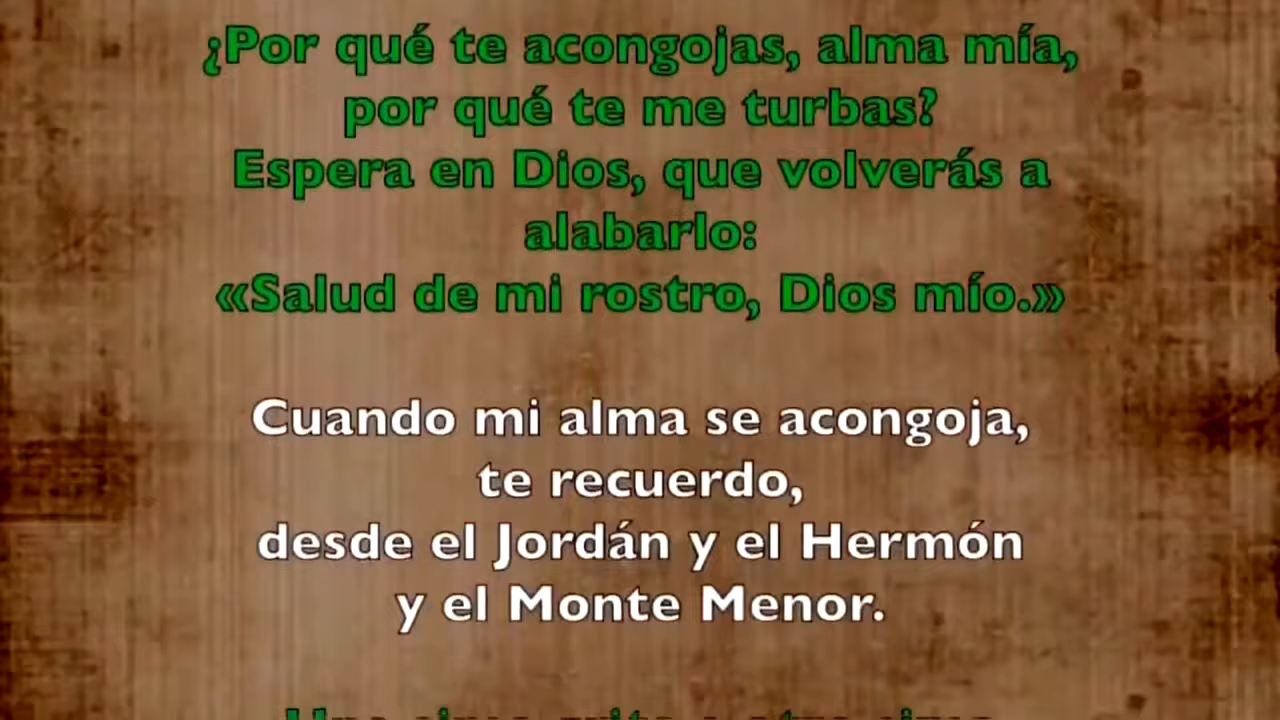 ¿Por qué te acongojas, alma mía,
por qué te me turbas?
Espera en Dios, que volverás a
alabarlo:
«Salud de mi rostro, Dios mío.»
Cuando mi alma se acongoja,
te recuerdo,
desde el Jordán y el Hermón
y el Monte Menor.